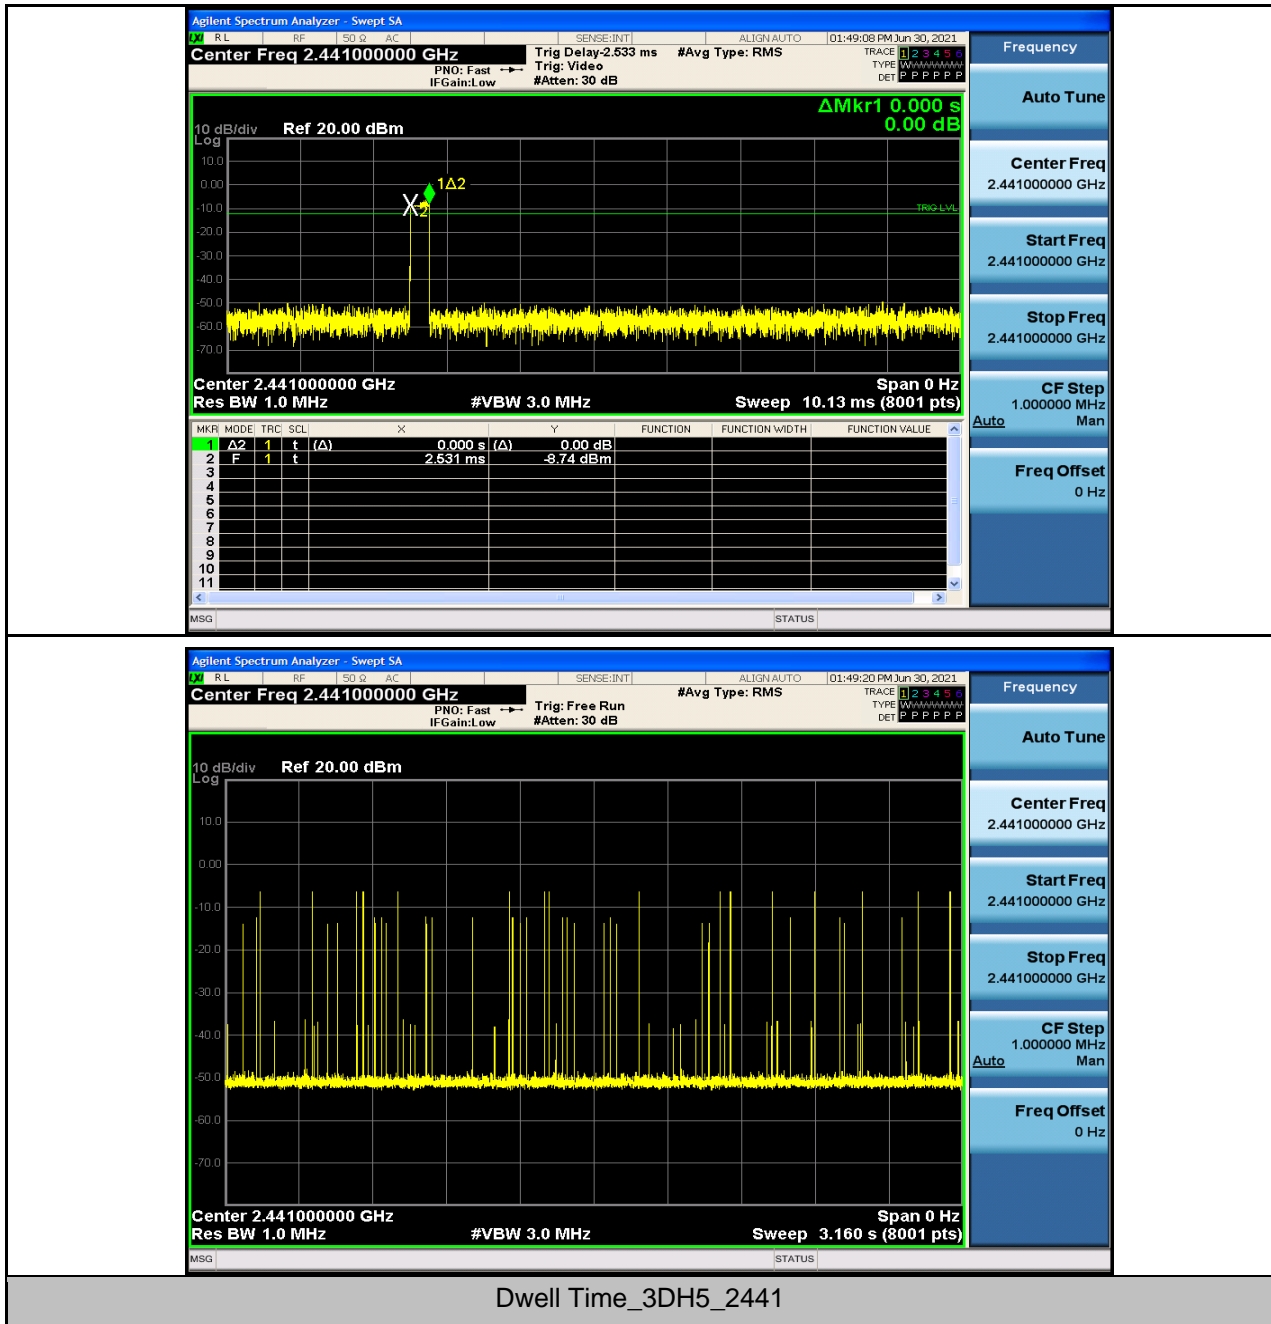 Agilent Spectrum Analyzer - Swept SA
LXI RL RF 50 Ω AC SENSE:INT ALIGN AUTO 01:49:08 PM Jun 30, 2021
Center Freq 2.441000000 GHz
PNO: Fast
IFGain:Low
Trig Delay-2.533 ms
Trig: Video
#Atten: 30 dB
#Avg Type: RMS
TRACE 1 2 3 4 5 6
TYPE W
DET P P P P P P
ΔMkr1 0.000 s
0.00 dB
10 dB/div Ref 20.00 dBm
Log
10.0
0.00
-10.0
-20.0
-30.0
-40.0
-50.0
-60.0
-70.0
X2
1Δ2
TRIG LVL
Center 2.441000000 GHz Span 0 Hz
Res BW 1.0 MHz #VBW 3.0 MHz Sweep 10.13 ms (8001 pts)
MKR MODE TRC SCL X Y FUNCTION FUNCTION WIDTH FUNCTION VALUE
1 Δ2 1 t (Δ) 0.000 s (Δ) 0.00 dB
2 F 1 t 2.531 ms -8.74 dBm
3
4
5
6
7
8
9
10
11
MSG STATUS
Frequency
Auto Tune
Center Freq
2.441000000 GHz
Start Freq
2.441000000 GHz
Stop Freq
2.441000000 GHz
CF Step
1.000000 MHz
Auto Man
Freq Offset
0 Hz
Agilent Spectrum Analyzer - Swept SA
LXI RL RF 50 Ω AC SENSE:INT ALIGN AUTO 01:49:20 PM Jun 30, 2021
Center Freq 2.441000000 GHz
PNO: Fast
IFGain:Low
Trig: Free Run
#Atten: 30 dB
#Avg Type: RMS
TRACE 1 2 3 4 5 6
TYPE W
DET P P P P P P
10 dB/div Ref 20.00 dBm
Log
10.0
0.00
-10.0
-20.0
-30.0
-40.0
-50.0
-60.0
-70.0
Center 2.441000000 GHz Span 0 Hz
Res BW 1.0 MHz #VBW 3.0 MHz Sweep 3.160 s (8001 pts)
MSG STATUS
Frequency
Auto Tune
Center Freq
2.441000000 GHz
Start Freq
2.441000000 GHz
Stop Freq
2.441000000 GHz
CF Step
1.000000 MHz
Auto Man
Freq Offset
0 Hz
Dwell Time_3DH5_2441